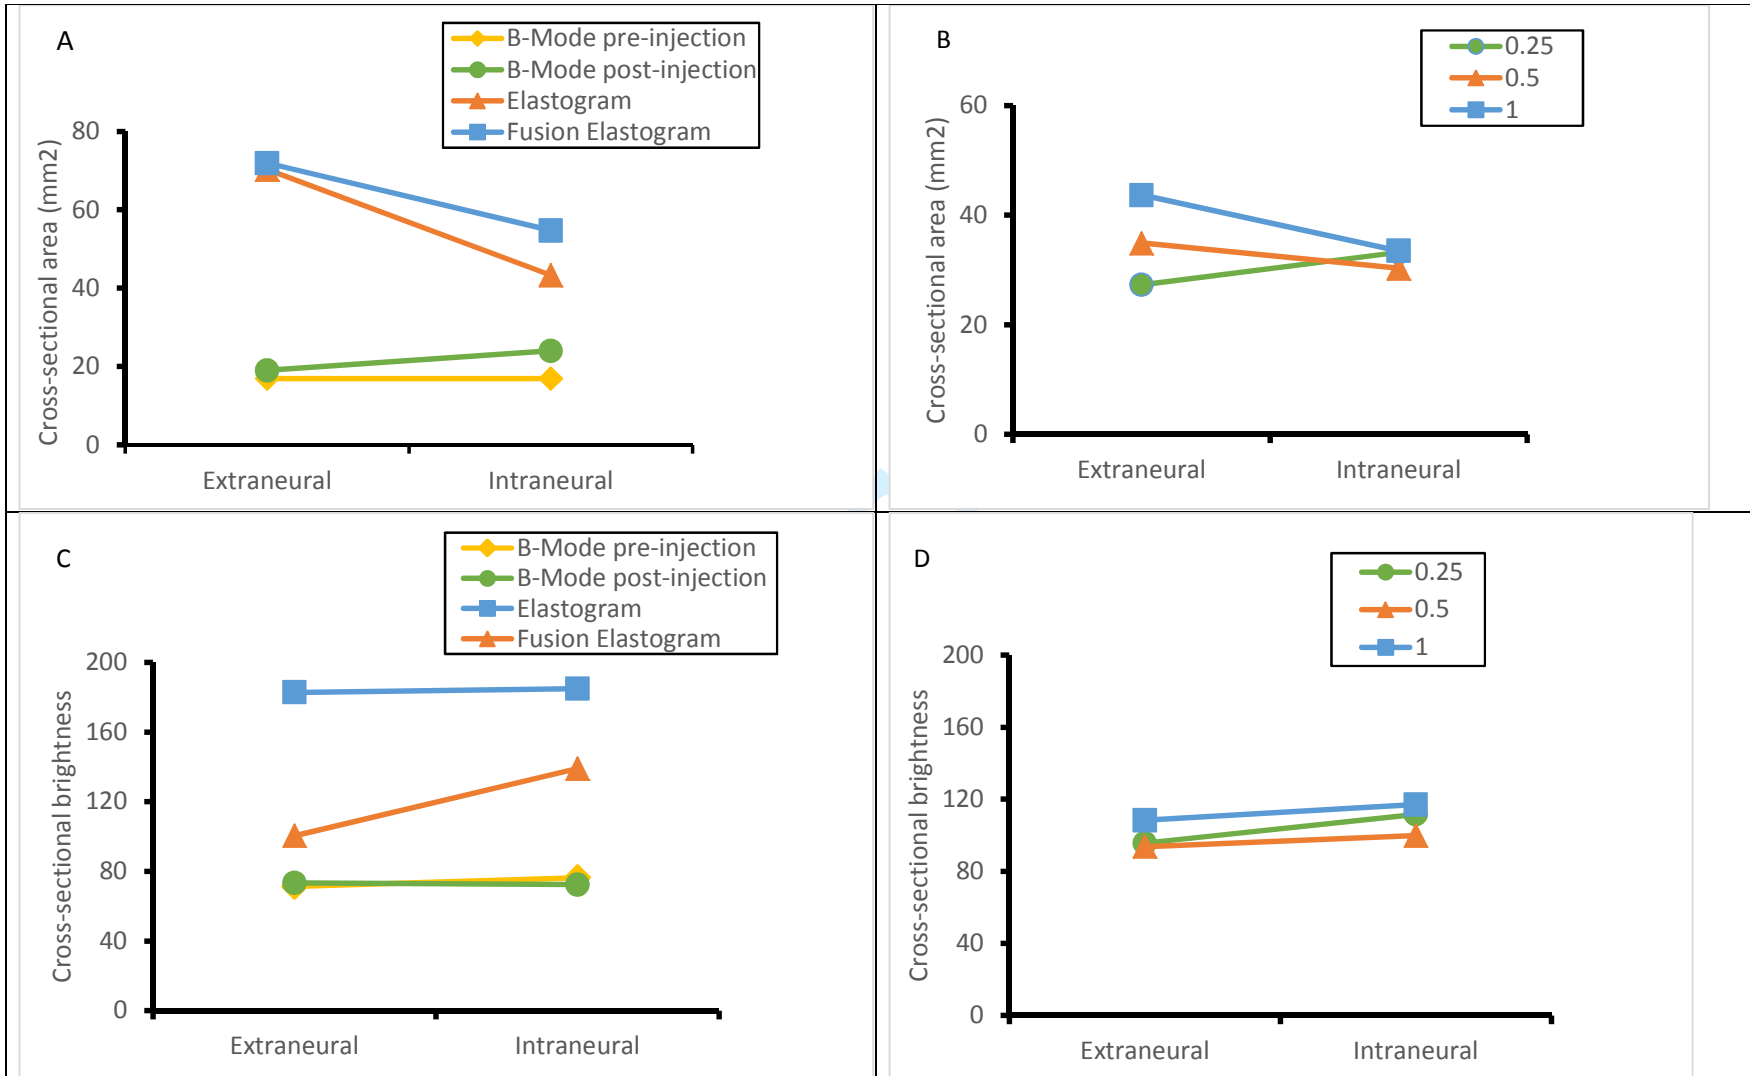 A
B-Mode pre-injection
B-Mode post-injection
Elastogram
Fusion Elastogram
Cross-sectional area (mm2)
80
60
40
20
0
Extraneural Intraneural
B
0.25
0.5
1
Cross-sectional area (mm2)
60
40
20
0
Extraneural Intraneural
C
B-Mode pre-injection
B-Mode post-injection
Elastogram
Fusion Elastogram
Cross-sectional brightness
200
160
120
80
40
0
Extraneural Intraneural
D
0.25
0.5
1
Cross-sectional brightness
200
160
120
80
40
0
Extraneural Intraneural